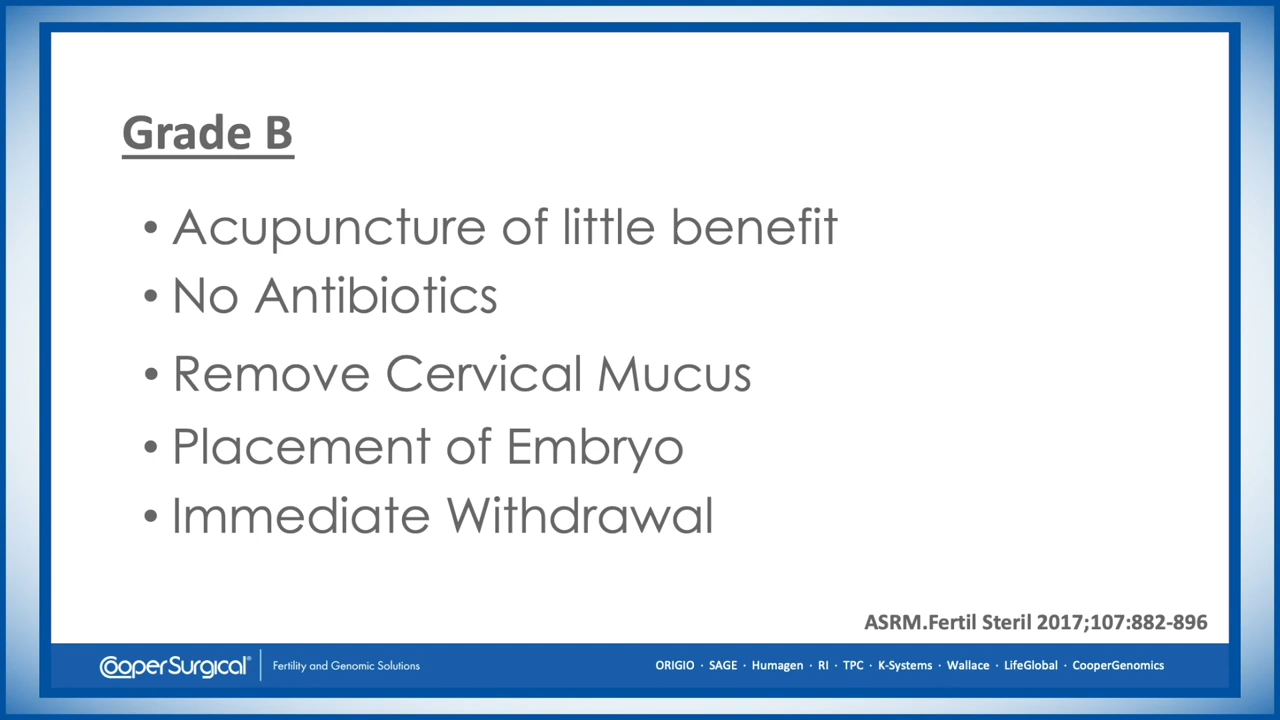 Grade B
• Acupuncture of little benefit
• No Antibiotics
• Remove Cervical Mucus
• Placement of Embryo
• Immediate Withdrawal
ASRM.Fertil Steril 2017;107:882-896
CooperSurgical® Fertility and Genomic Solutions ORIGIO · SAGE · Humagen · RI · TPC · K-Systems · Wallace · LifeGlobal · CooperGenomics